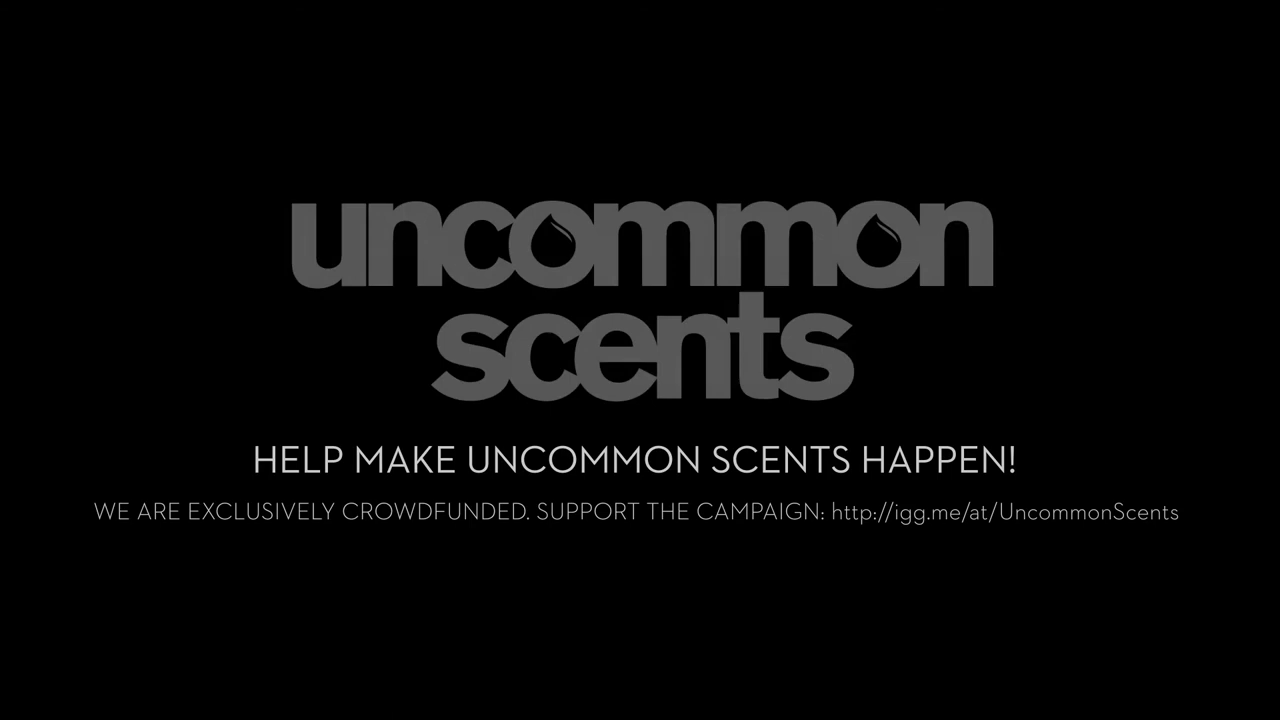 uncommon
scents
HELP MAKE UNCOMMON SCENTS HAPPEN!
WE ARE EXCLUSIVELY CROWDFUNDED. SUPPORT THE CAMPAIGN: http://igg.me/at/UncommonScents